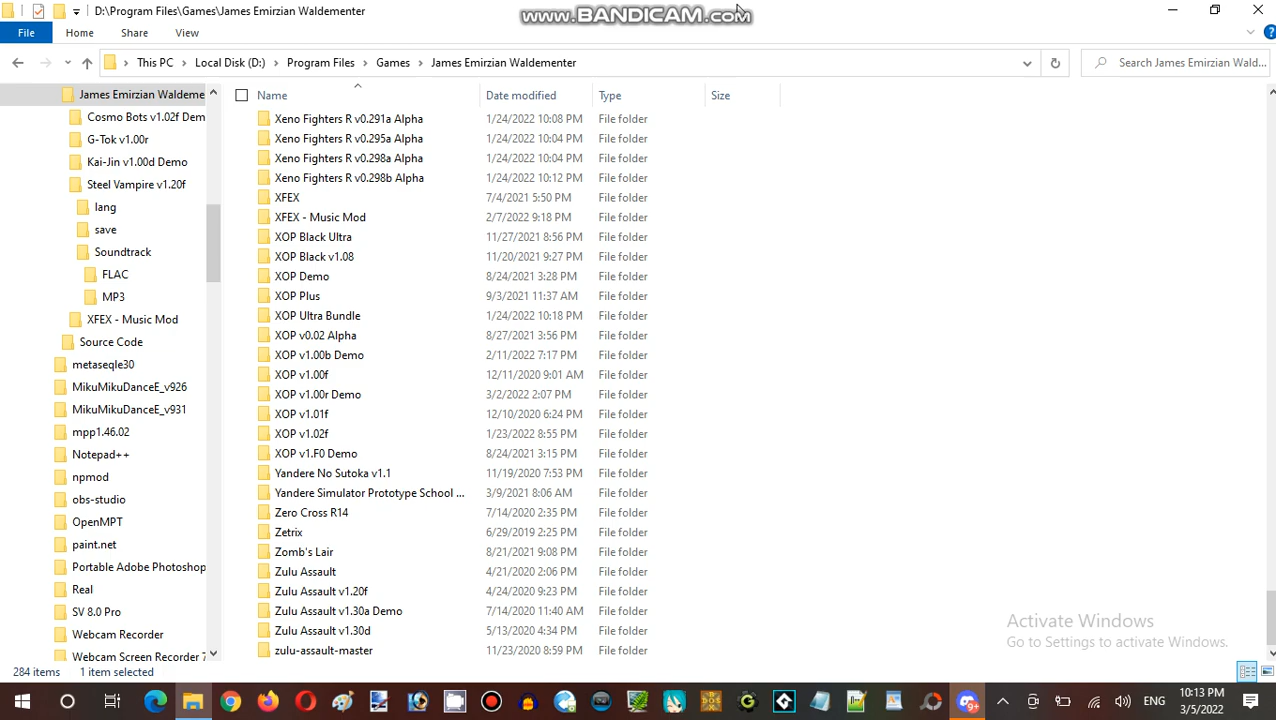 D:\Program Files\Games\James Emirzian Waldementer
www.BANDICAM.com
File Home Share View
This PC Local Disk (D:) Program Files Games James Emirzian Waldementer
Search James Emirzian Wald...
Name Date modified Type Size
James Emirzian Waldeme
Cosmo Bots v1.02f Dem
G-Tok v1.00r
Kai-Jin v1.00d Demo
Steel Vampire v1.20f
lang
save
Soundtrack
FLAC
MP3
XFEX - Music Mod
Source Code
metaseqle30
MikuMikuDanceE_v926
MikuMikuDanceE_v931
mpp1.46.02
Notepad++
npmod
obs-studio
OpenMPT
paint.net
Portable Adobe Photoshop
Real
SV 8.0 Pro
Webcam Recorder
Webcam Screen Recorder 7
Xeno Fighters R v0.291a Alpha 1/24/2022 10:08 PM File folder
Xeno Fighters R v0.295a Alpha 1/24/2022 10:04 PM File folder
Xeno Fighters R v0.298a Alpha 1/24/2022 10:04 PM File folder
Xeno Fighters R v0.298b Alpha 1/24/2022 10:12 PM File folder
XFEX 7/4/2021 5:50 PM File folder
XFEX - Music Mod 2/7/2022 9:18 PM File folder
XOP Black Ultra 11/27/2021 8:56 PM File folder
XOP Black v1.08 11/20/2021 9:27 PM File folder
XOP Demo 8/24/2021 3:28 PM File folder
XOP Plus 9/3/2021 11:37 AM File folder
XOP Ultra Bundle 1/24/2022 10:18 PM File folder
XOP v0.02 Alpha 8/27/2021 3:56 PM File folder
XOP v1.00b Demo 2/11/2022 7:17 PM File folder
XOP v1.00f 12/11/2020 9:01 AM File folder
XOP v1.00r Demo 3/2/2022 2:07 PM File folder
XOP v1.01f 12/10/2020 6:24 PM File folder
XOP v1.02f 1/23/2022 8:55 PM File folder
XOP v1.F0 Demo 8/24/2021 3:15 PM File folder
Yandere No Sutoka v1.1 11/19/2020 7:53 PM File folder
Yandere Simulator Prototype School ... 3/9/2021 8:06 AM File folder
Zero Cross R14 7/14/2020 2:35 PM File folder
Zetrix 6/29/2019 2:25 PM File folder
Zomb's Lair 8/21/2021 9:08 PM File folder
Zulu Assault 4/21/2020 2:06 PM File folder
Zulu Assault v1.20f 4/24/2020 9:23 PM File folder
Zulu Assault v1.30a Demo 7/14/2020 11:40 AM File folder
Zulu Assault v1.30d 5/13/2020 4:34 PM File folder
zulu-assault-master 11/23/2020 8:59 PM File folder
Activate Windows
Go to Settings to activate Windows.
284 items 1 item selected
9+
ENG
10:13 PM
3/5/2022